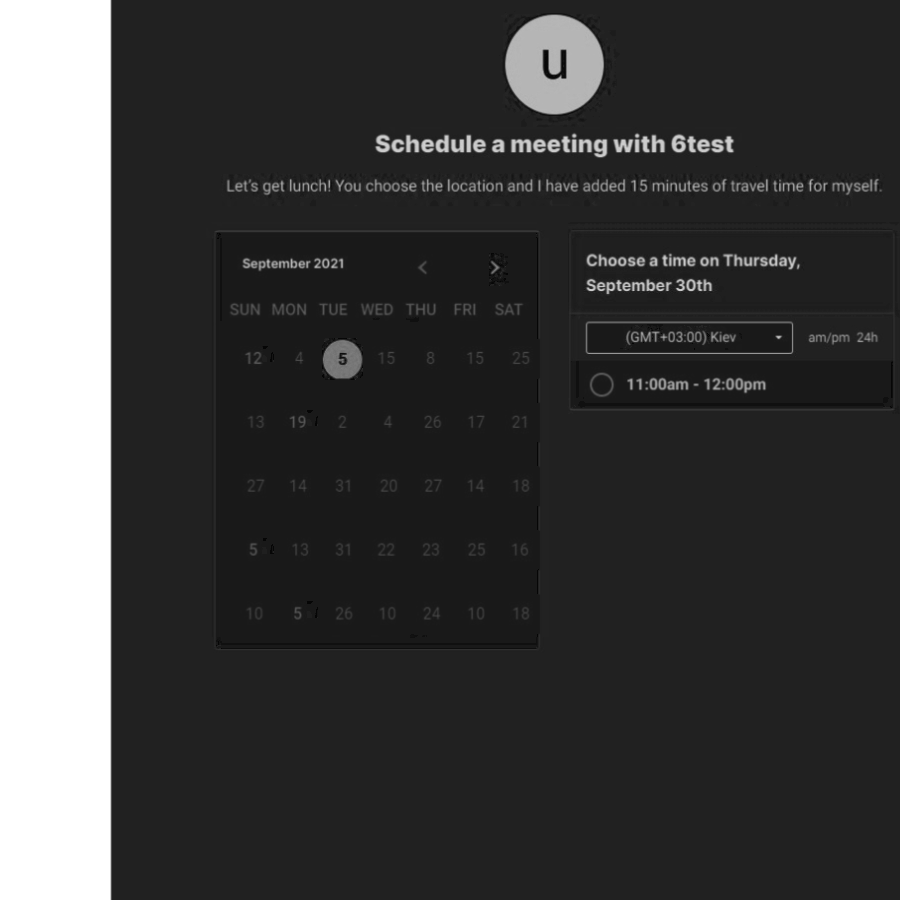 u
Schedule a meeting with 6test
Let's get lunch! You choose the location and I have added 15 minutes of travel time for myself.
September 2021
SUN MON TUE WED THU FRI SAT
12 4 5 15 8 15 25
13 19 2 4 26 17 21
27 14 31 20 27 14 18
5 13 31 22 23 25 16
10 5 26 10 24 10 18
Choose a time on Thursday,
September 30th
(GMT+03:00) Kiev am/pm 24h
11:00am - 12:00pm